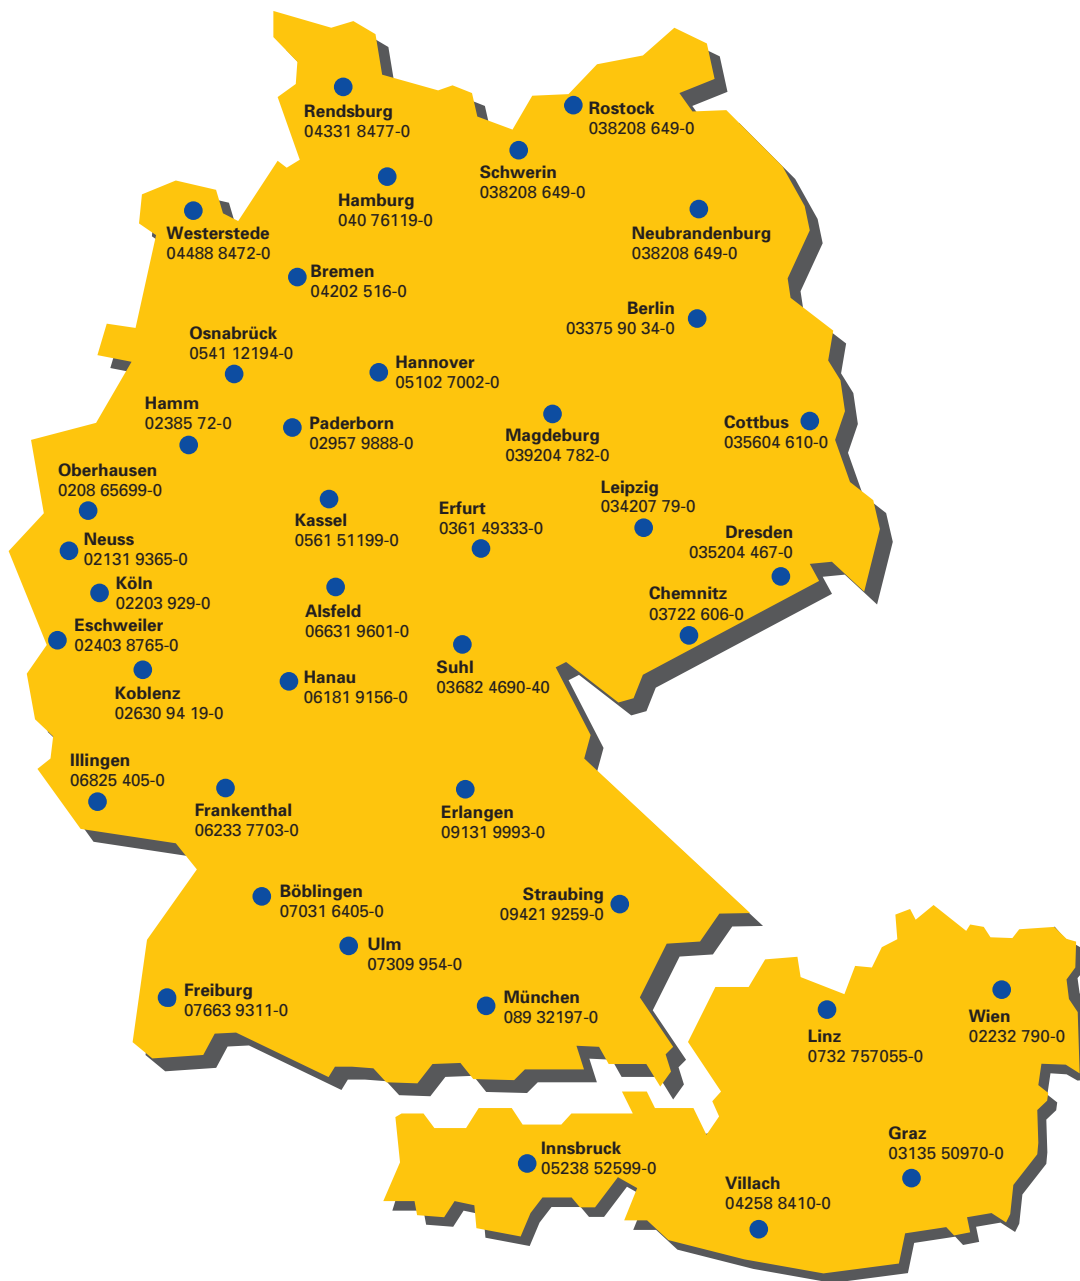 Rendsburg
04331 8477-0
Rostock
038208 649-0
Schwerin
038208 649-0
Hamburg
040 76119-0
Westerstede
04488 8472-0
Neubrandenburg
038208 649-0
Bremen
04202 516-0
Berlin
03375 90 34-0
Osnabrück
0541 12194-0
Hannover
05102 7002-0
Hamm
02385 72-0
Paderborn
02957 9888-0
Magdeburg
039204 782-0
Cottbus
035604 610-0
Oberhausen
0208 65699-0
Leipzig
034207 79-0
Kassel
0561 51199-0
Erfurt
0361 49333-0
Neuss
02131 9365-0
Dresden
035204 467-0
Köln
02203 929-0
Alsfeld
06631 9601-0
Chemnitz
03722 606-0
Eschweiler
02403 8765-0
Suhl
03682 4690-40
Hanau
06181 9156-0
Koblenz
02630 94 19-0
Illingen
06825 405-0
Frankenthal
06233 7703-0
Erlangen
09131 9993-0
Böblingen
07031 6405-0
Straubing
09421 9259-0
Ulm
07309 954-0
Freiburg
07663 9311-0
München
089 32197-0
Linz
0732 757055-0
Wien
02232 790-0
Innsbruck
05238 52599-0
Graz
03135 50970-0
Villach
04258 8410-0